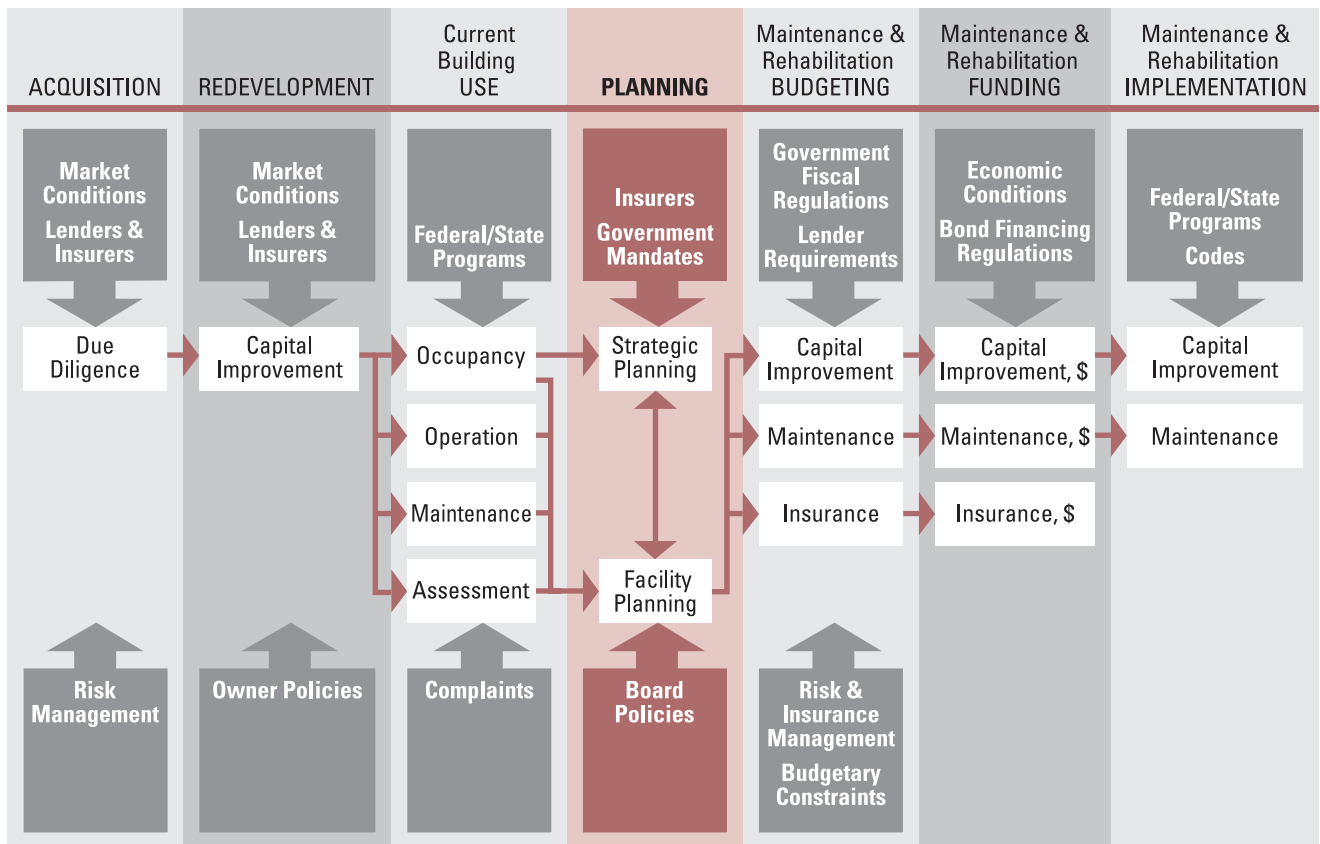 ACQUISITION
REDEVELOPMENT
Current
Building
USE
PLANNING
Maintenance &
Rehabilitation
BUDGETING
Maintenance &
Rehabilitation
FUNDING
Maintenance &
Rehabilitation
IMPLEMENTATION
Market
Conditions
Lenders &
Insurers
Market
Conditions
Lenders &
Insurers
Federal/State
Programs
Insurers
Government
Mandates
Government
Fiscal
Regulations
Lender
Requirements
Economic
Conditions
Bond Financing
Regulations
Federal/State
Programs
Codes
Due
Diligence
Capital
Improvement
Occupancy
Strategic
Planning
Capital
Improvement
Capital
Improvement, $
Capital
Improvement
Operation
Maintenance
Maintenance, $
Maintenance
Maintenance
Insurance
Insurance, $
Assessment
Facility
Planning
Risk
Management
Owner Policies
Complaints
Board
Policies
Risk &
Insurance
Management
Budgetary
Constraints